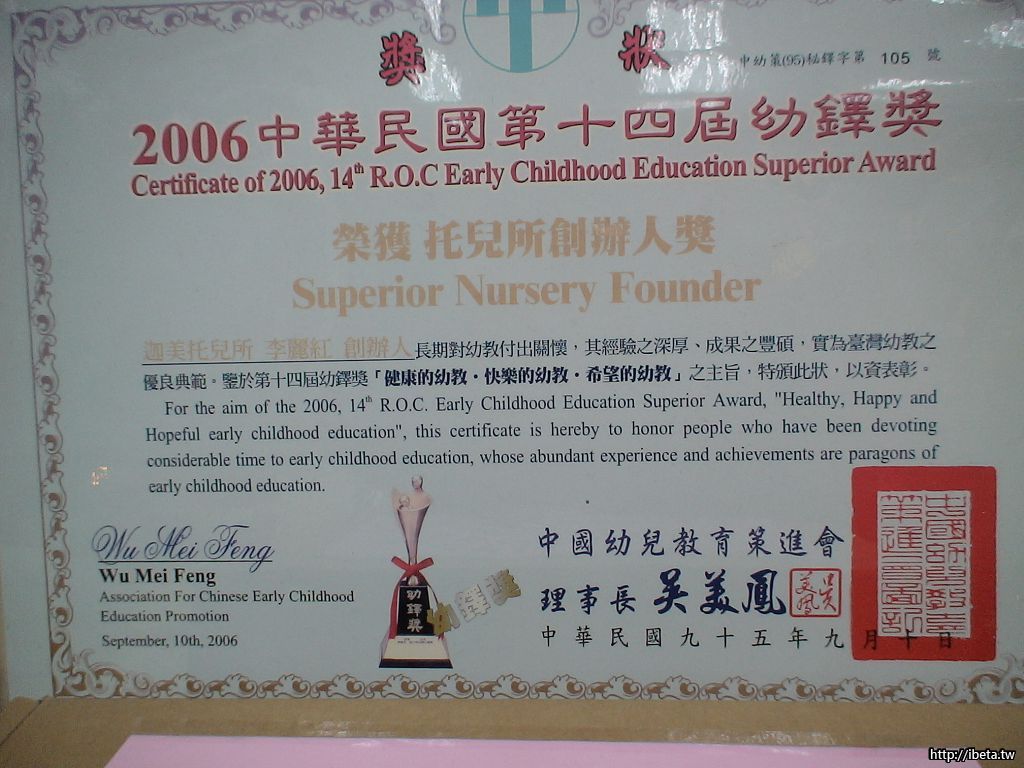 獎狀
中幼策(95)秘鐸字第 105 號
2006中華民國第十四屆幼鐸獎
Certificate of 2006, 14th R.O.C Early Childhood Education Superior Award
榮獲 托兒所創辦人獎
Superior Nursery Founder
迦美托兒所 李麗紅 創辦人長期對幼教付出關懷，其經驗之深厚、成果之豐碩，實為臺灣幼教之
優良典範。鑒於第十四屆幼鐸獎「健康的幼教・快樂的幼教・希望的幼教」之主旨，特頒此狀，以資表彰。
For the aim of the 2006, 14th R.O.C. Early Childhood Education Superior Award, "Healthy, Happy and
Hopeful early childhood education", this certificate is hereby to honor people who have been devoting
considerable time to early childhood education, whose abundant experience and achievements are paragons of
early childhood education.
Wu Mei Feng
Wu Mei Feng
Association For Chinese Early Childhood
Education Promotion
September, 10th, 2006
幼鐸獎
幼鐸獎
中國幼兒教育策進會
理事長 吳美鳳
吳美鳳
中華民國九十五年九月十日
http://ibeta.tw